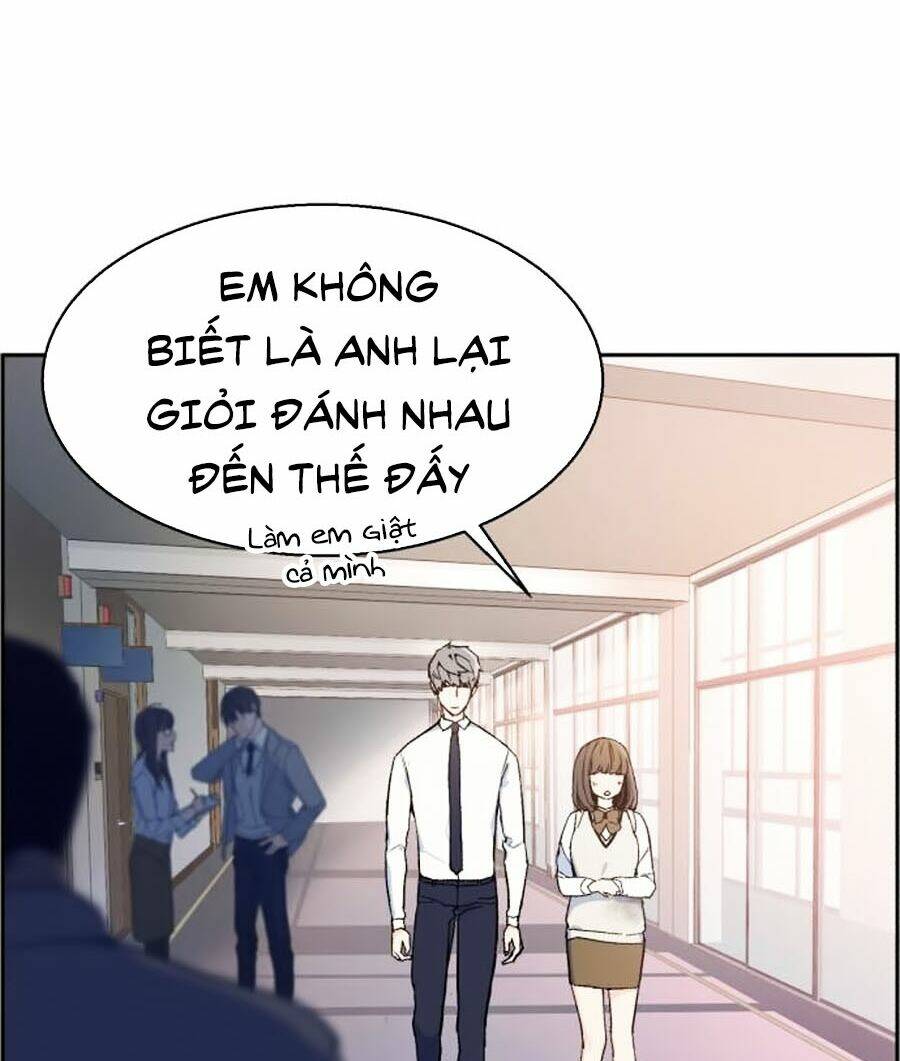 EM KHÔNG
BIẾT LÀ ANH LẠI
GIỎI ĐÁNH NHAU
ĐẾN THẾ ĐẤY
Làm em Giật
cả mình